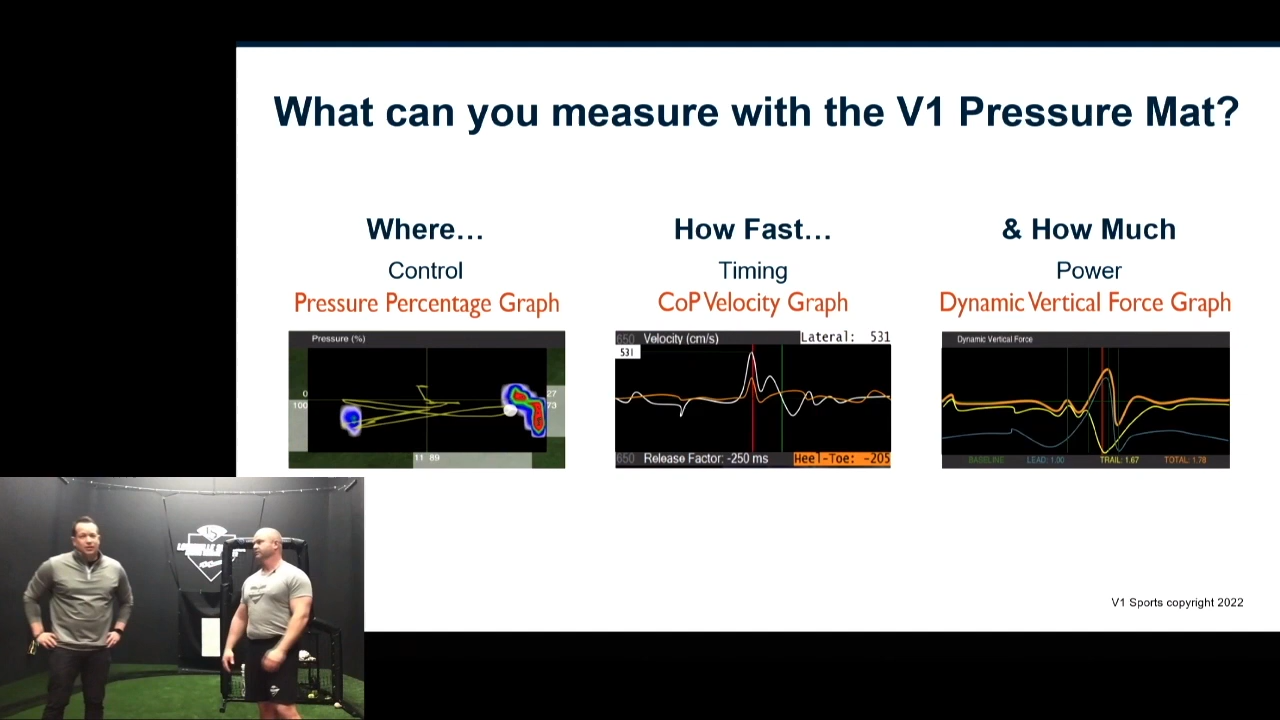 What can you measure with the V1 Pressure Mat?
Where…
Control
Pressure Percentage Graph
How Fast…
Timing
CoP Velocity Graph
& How Much
Power
Dynamic Vertical Force Graph
Pressure (%)
0
100
27
73
11 89
650 Velocity (cm/s)
Lateral: 531
531
650 Release Factor: -250 ms
Heel-Toe: -205
Dynamic Vertical Force
BASELINE
LEAD: 1.00
TRAIL: 1.67
TOTAL: 1.78
V1 Sports copyright 2022